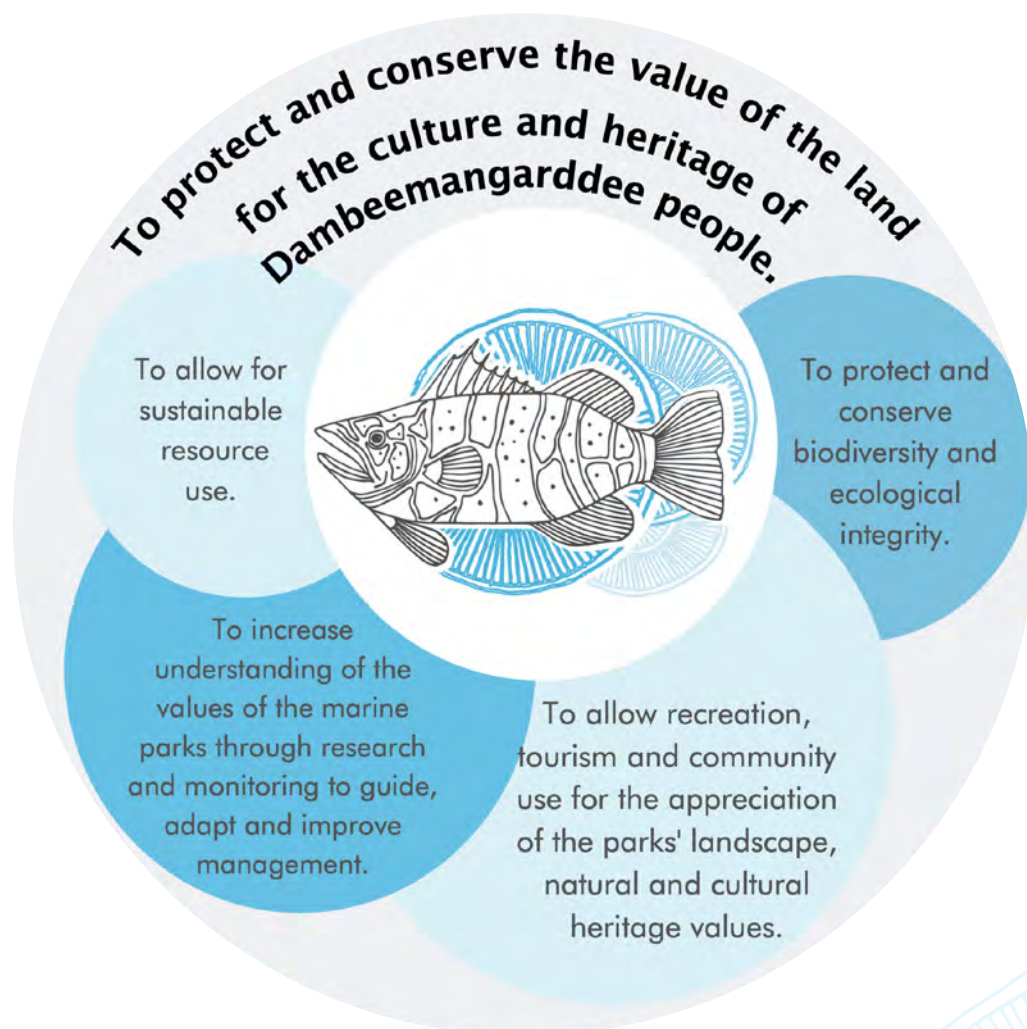 To protect and conserve the value of the land
for the culture and heritage of
Dambeemangarddee people.
To allow for
sustainable
resource
use.
To protect and
conserve
biodiversity and
ecological
integrity.
To increase
understanding of the
values of the marine
parks through research
and monitoring to guide,
adapt and improve
management.
To allow recreation,
tourism and community
use for the appreciation
of the parks' landscape,
natural and cultural
heritage values.